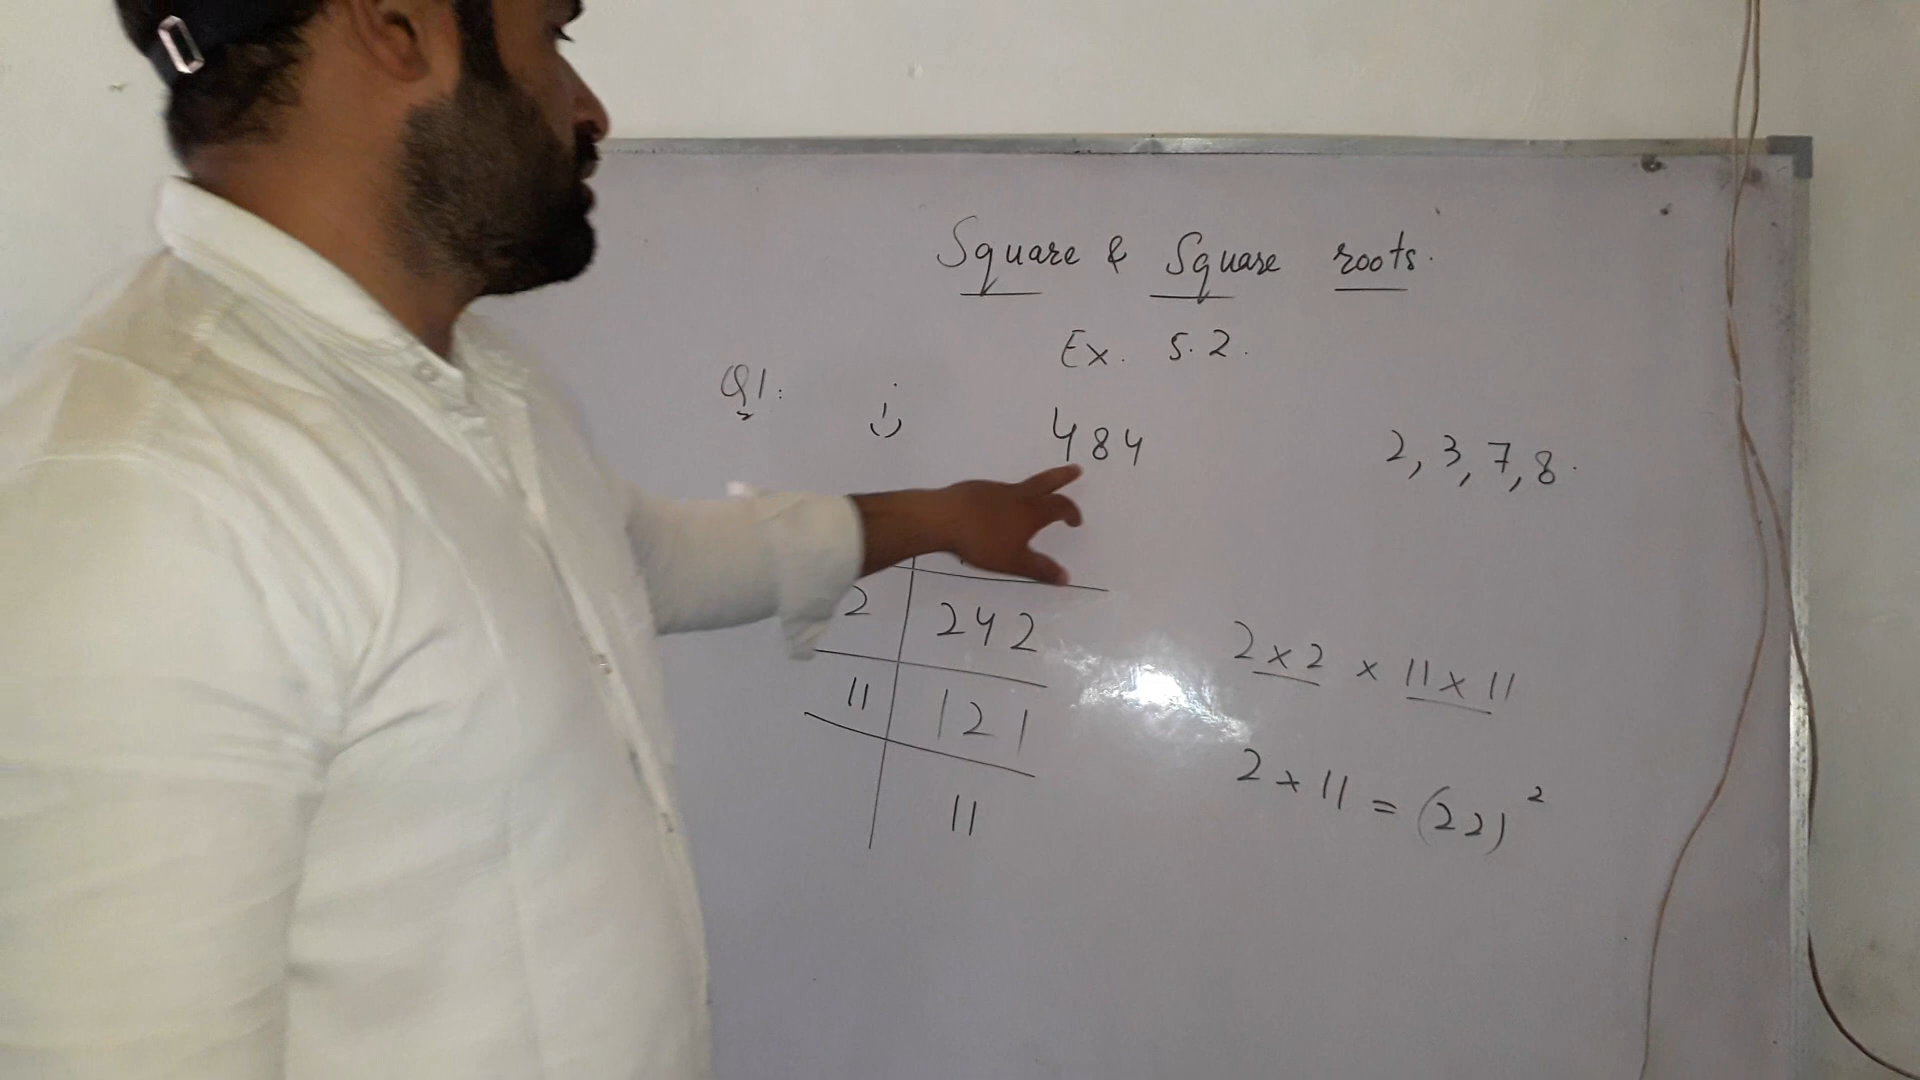 Square & Square roots.
Ex. 5.2.
Q1: i)
484
2, 3, 7, 8.
2 | 242
11 | 121
11
2 x 2 x 11 x 11
2 x 11 = (22)²